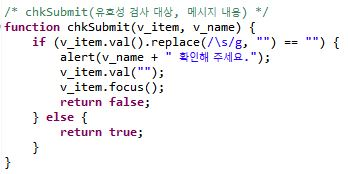 /* chkSubmit(유효성 검사 대상, 메시지 내용) */
function chkSubmit(v_item, v_name) {
    if (v_item.val().replace(/\s/g, "") == "") {
        alert(v_name + " 확인해 주세요.");
        v_item.val("");
        v_item.focus();
        return false;
    } else {
        return true;
    }
}